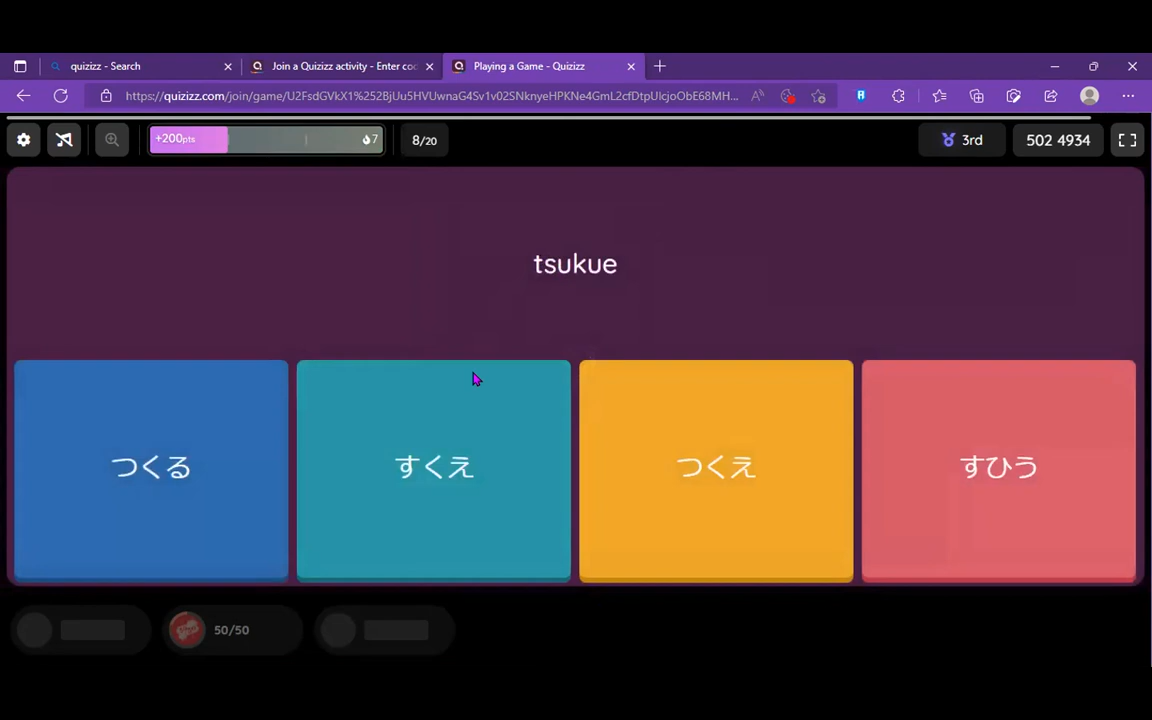 quizizz - Search
Join a Quizizz activity - Enter coc
Playing a Game - Quizizz
https://quizizz.com/join/game/U2FsdGVkX1%252BjUu5HVUwnaG4Sv1v02SNknyeHPKNe4GmL2cfDtpUlcjoObE68MH...
+200pts
7
8/20
3rd
502 4934
tsukue
つくる
すくえ
つくえ
すひう
50/50